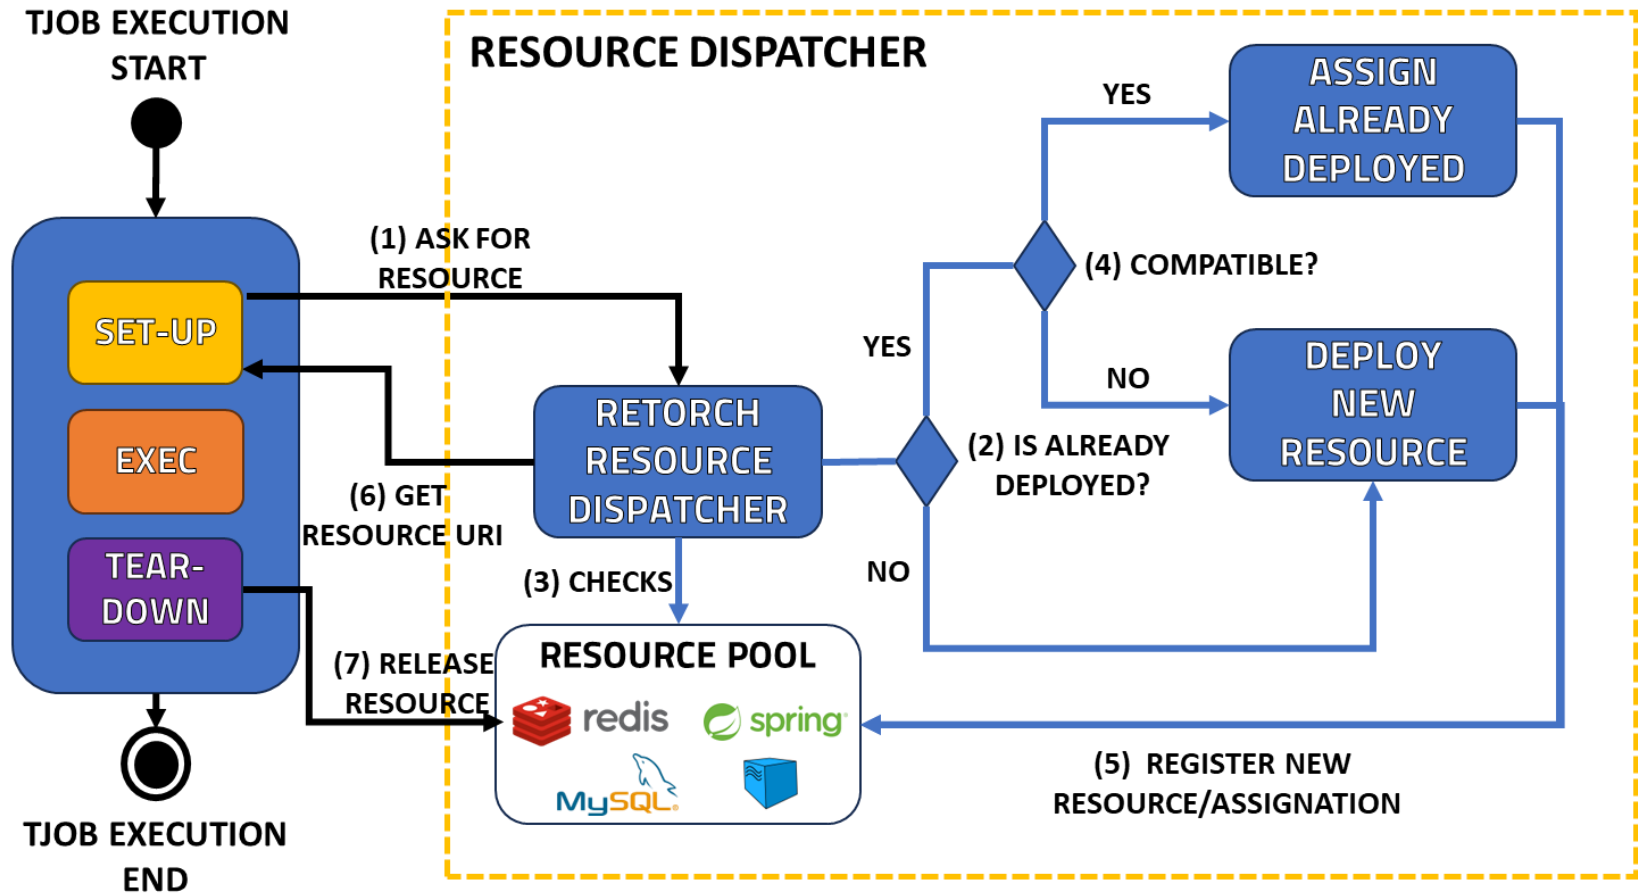 TJOB EXECUTION
START
RESOURCE DISPATCHER
ASSIGN
ALREADY
DEPLOYED
YES
(1) ASK FOR
RESOURCE
(4) COMPATIBLE?
SET-UP
YES
DEPLOY
NEW
RESOURCE
NO
RETORCH
RESOURCE
DISPATCHER
(2) IS ALREADY
DEPLOYED?
EXEC
(6) GET
RESOURCE URI
TEAR-
DOWN
(3) CHECKS
NO
RESOURCE POOL
(7) RELEASE
RESOURCE
redis
spring
MySQL®
(5) REGISTER NEW
RESOURCE/ASSIGNATION
TJOB EXECUTION
END